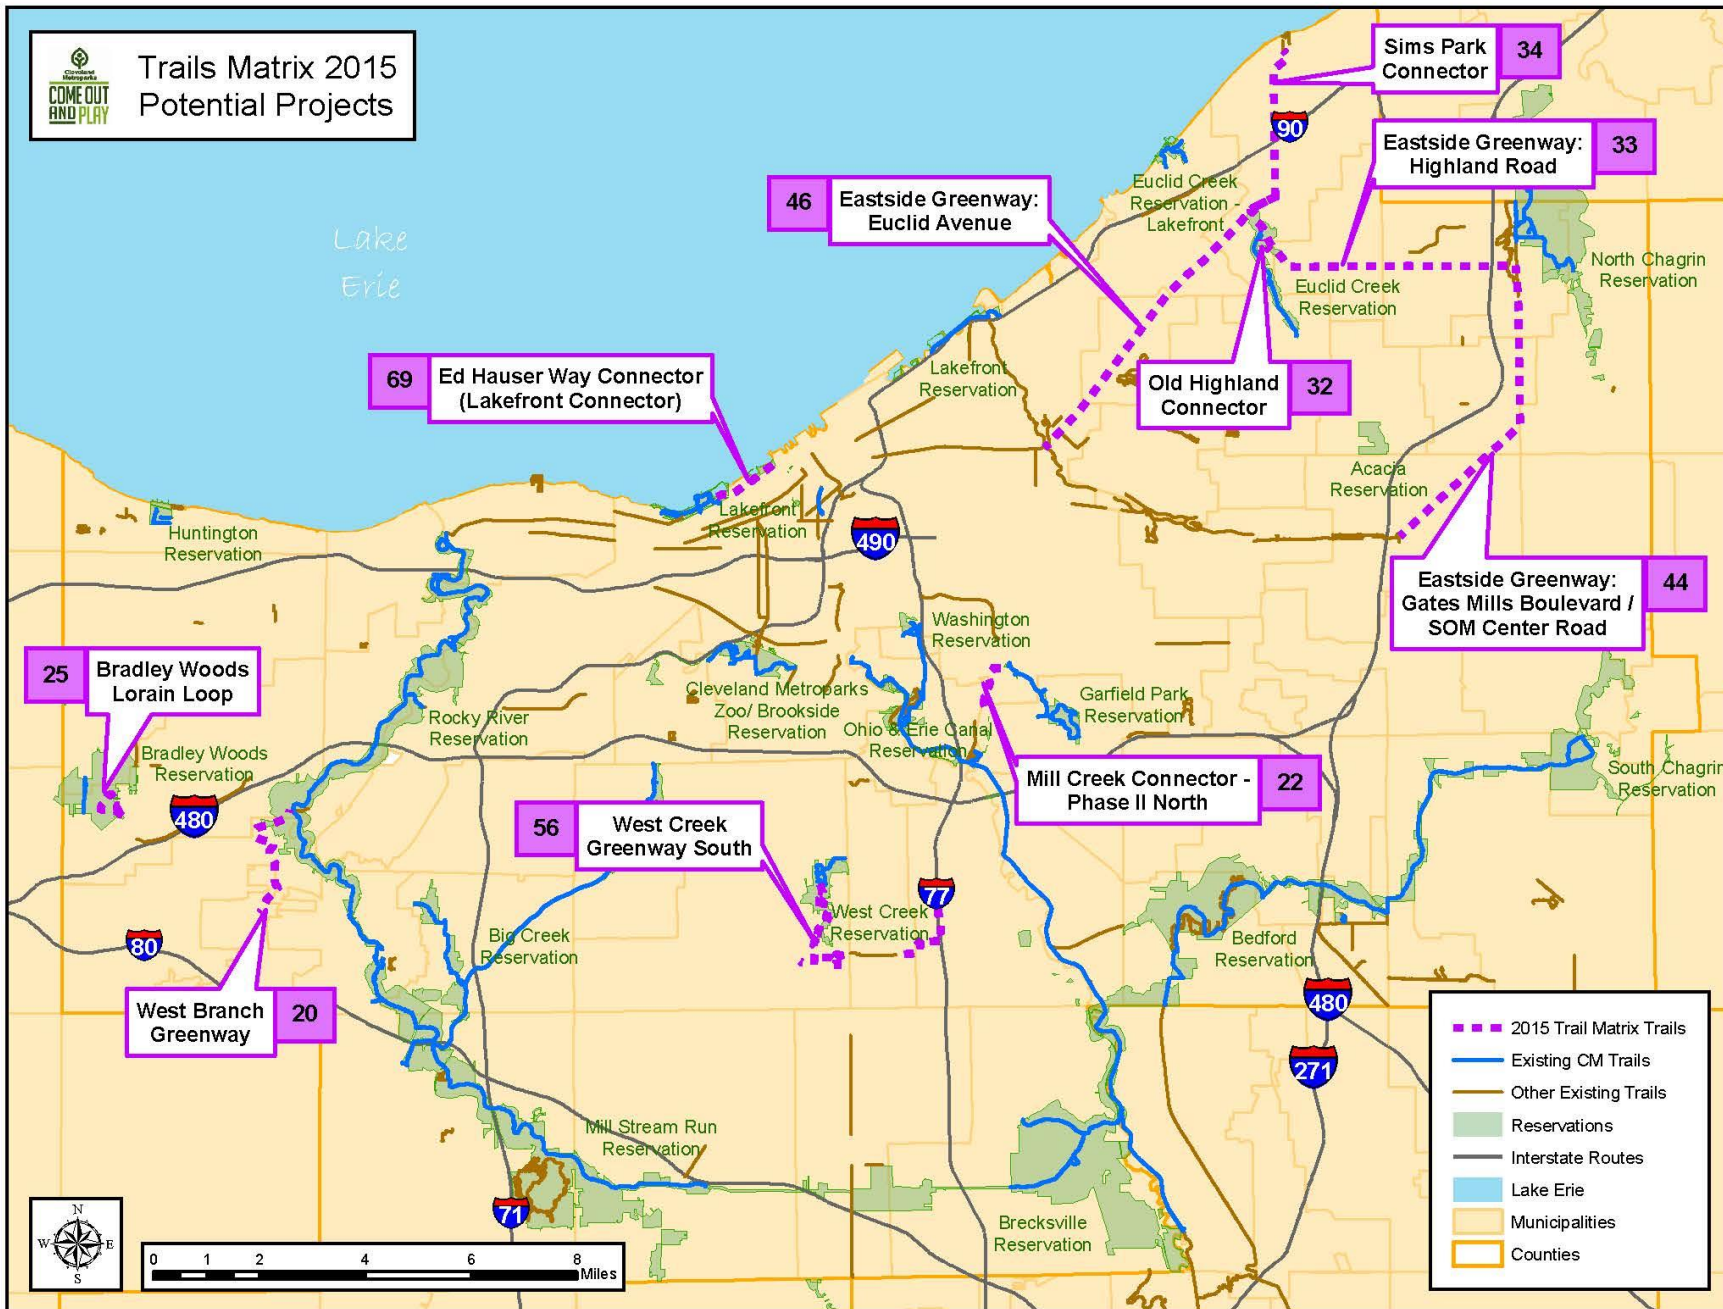 Cleveland
Metroparks
COME OUT
AND PLAY
Trails Matrix 2015
Potential Projects
Lake
Erie
Sims Park
Connector
34
90
Eastside Greenway:
Highland Road
33
46
Eastside Greenway:
Euclid Avenue
Euclid Creek
Reservation -
Lakefront
North Chagrin
Reservation
Euclid Creek
Reservation
69
Ed Hauser Way Connector
(Lakefront Connector)
Lakefront
Reservation
Old Highland
Connector
32
Acacia
Reservation
Huntington
Reservation
Lakefront
Reservation
490
Eastside Greenway:
Gates Mills Boulevard /
SOM Center Road
44
Washington
Reservation
25
Bradley Woods
Lorain Loop
Cleveland Metroparks
Zoo/ Brookside
Reservation
Garfield Park
Reservation
Rocky River
Reservation
Ohio & Erie Canal
Reservation
Bradley Woods
Reservation
South Chagrin
Reservation
480
Mill Creek Connector -
Phase II North
22
56
West Creek
Greenway South
77
West Creek
Reservation
80
Big Creek
Reservation
Bedford
Reservation
West Branch
Greenway
20
480
271
2015 Trail Matrix Trails
Existing CM Trails
Other Existing Trails
Reservations
Interstate Routes
Lake Erie
Municipalities
Counties
Mill Stream Run
Reservation
71
Brecksville
Reservation
N
W E
S
0 1 2 4 6 8
Miles